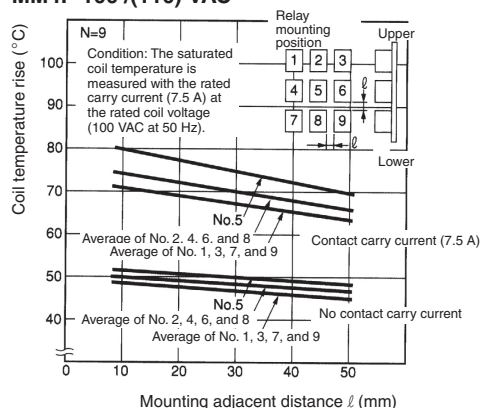 N=9
Condition: The saturated
coil temperature is
measured with the rated
carry current (7.5 A) at
the rated coil voltage
(100 VAC at 50 Hz).
Relay
mounting
position
Upper
1 2 3
4 5 6
7 8 9
ℓ
ℓ
Lower
Coil temperature rise (°C)
100
90
80
70
60
50
40
No.5
Average of No. 2. 4. 6. and 8
Average of No. 1, 3, 7, and 9
Contact carry current (7.5 A)
No.5
Average of No. 2, 4, 6, and 8
Average of No. 1, 3, 7, and 9
No contact carry current
0 10 20 30 40 50
Mounting adjacent distance ℓ (mm)